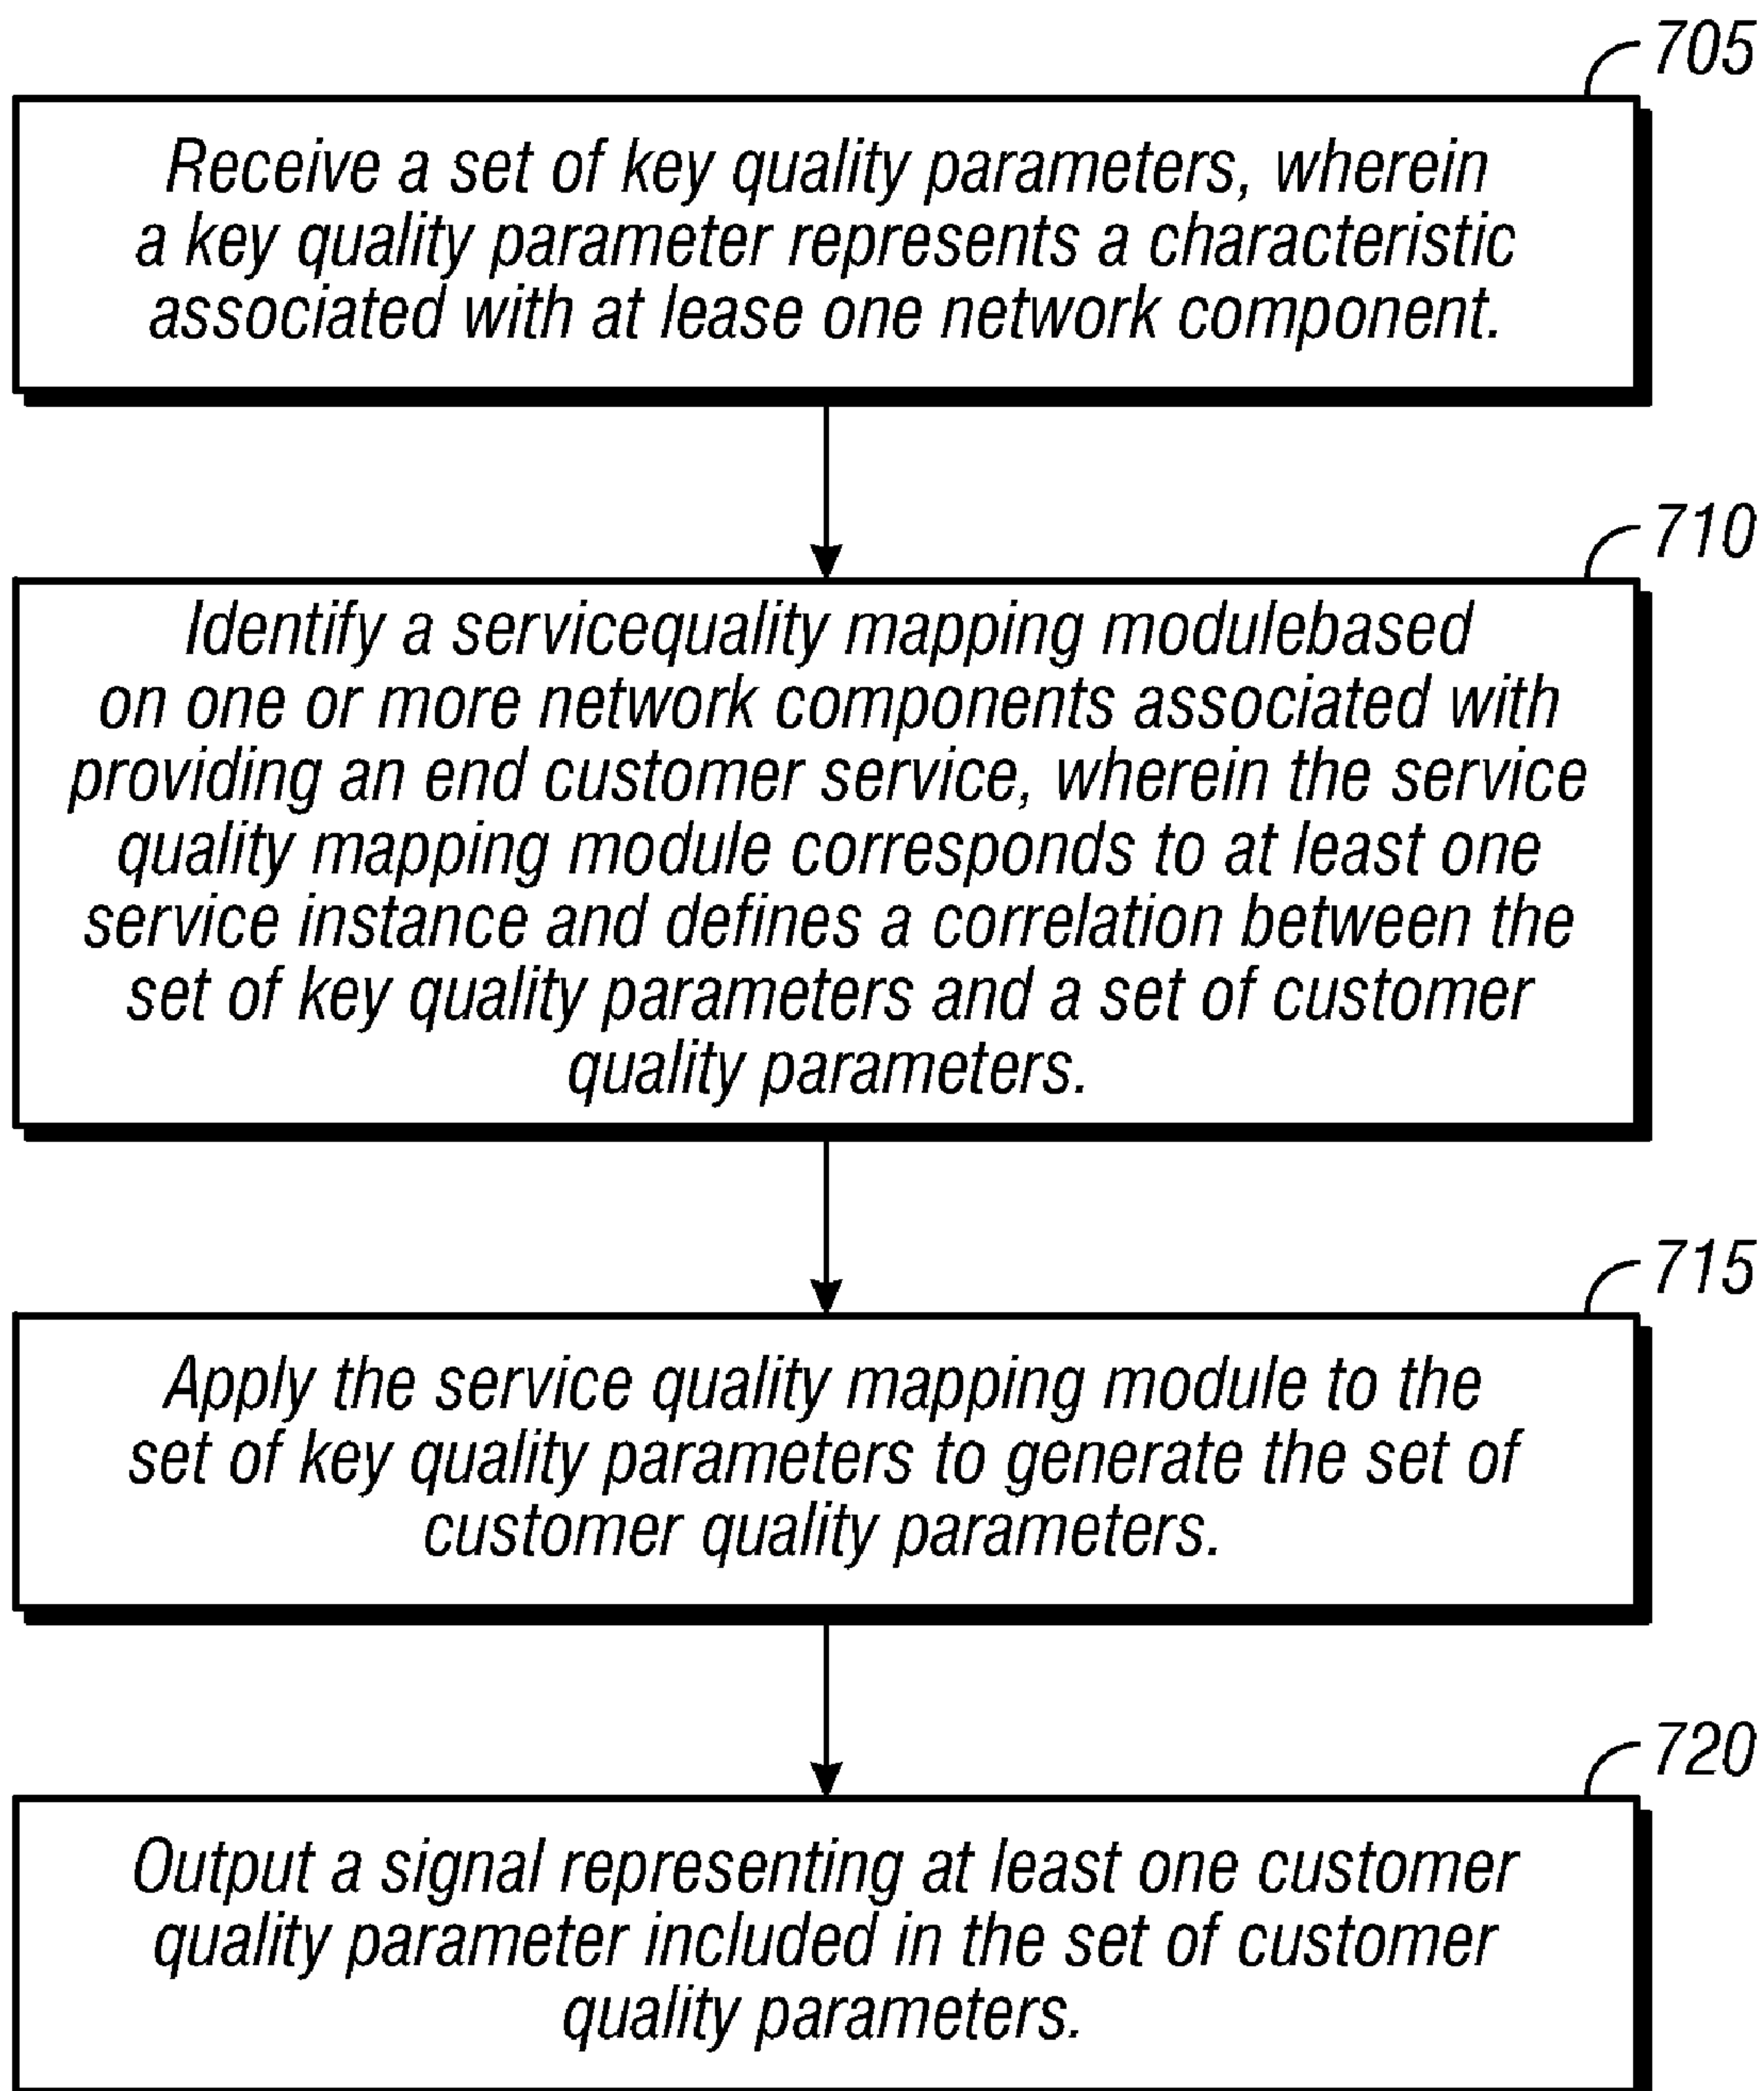 705
Receive a set of key quality parameters, wherein
a key quality parameter represents a characteristic
associated with at lease one network component.
710
Identify a servicequality mapping modulebased
on one or more network components associated with
providing an end customer service, wherein the service
quality mapping module corresponds to at least one
service instance and defines a correlation between the
set of key quality parameters and a set of customer
quality parameters.
715
Apply the service quality mapping module to the
set of key quality parameters to generate the set of
customer quality parameters.
720
Output a signal representing at least one customer
quality parameter included in the set of customer
quality parameters.